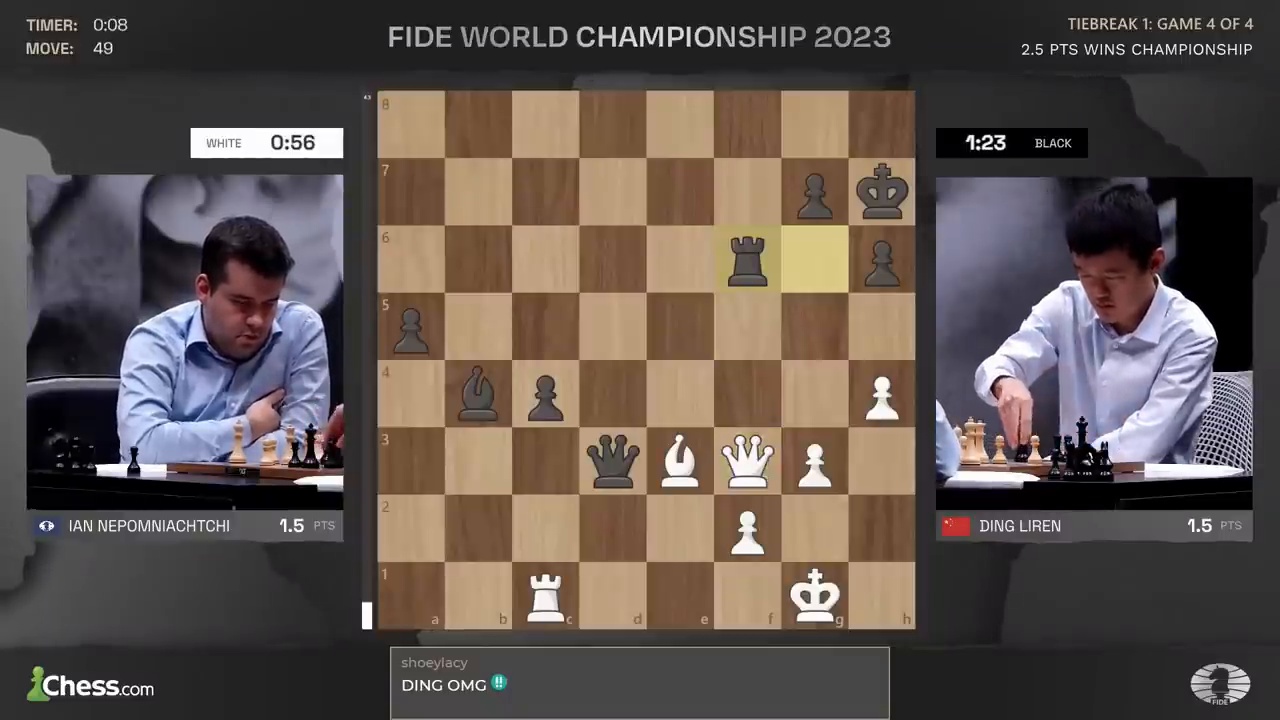 TIMER: 0:08
MOVE: 49
FIDE WORLD CHAMPIONSHIP 2023
TIEBREAK 1: GAME 4 OF 4
2.5 PTS WINS CHAMPIONSHIP
WHITE 0:56
1:23 BLACK
8
7
6
5
4
3
2
1
a b c d e f g h
IAN NEPOMNIACHTCHI 1.5 PTS
DING LIREN 1.5 PTS
shoeylacy
DING OMG !!
Chess.com
FIDE